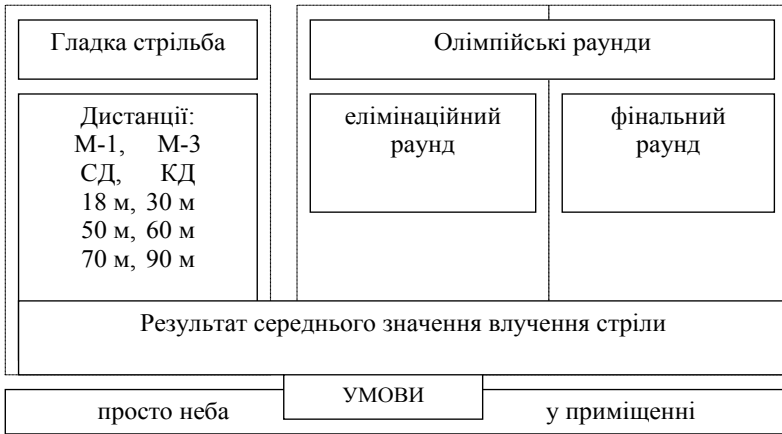 Гладка стрільба
Олімпійські раунди
Дистанції:
М-1, М-3
СД, КД
18 м, 30 м
50 м, 60 м
70 м, 90 м
елімінаційний
раунд
фінальний
раунд
Результат середнього значення влучення стріли
УМОВИ
просто неба
у приміщенні